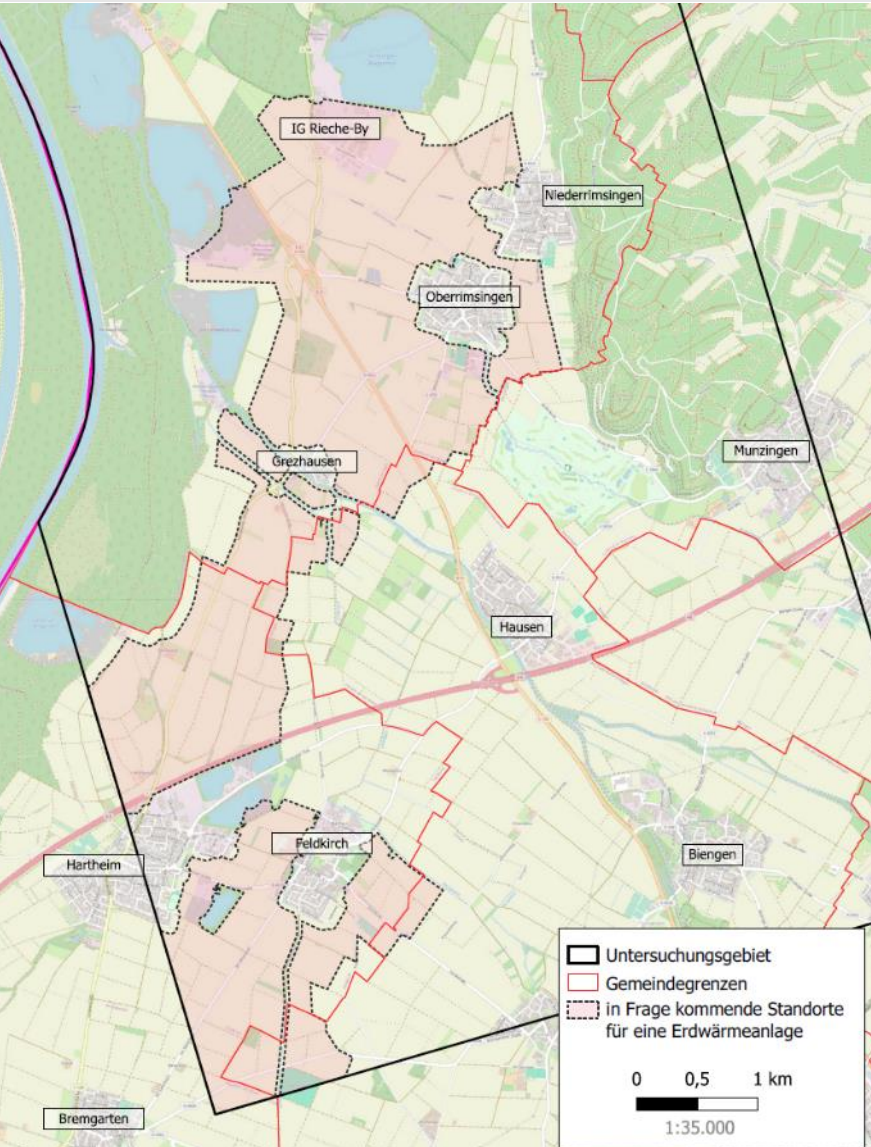 IG Rieche-By
Niederrimsingen
Oberrimsingen
Grezhausen
Munzingen
Hausen
Feldkirch
Hartheim
Biengen
Bremgarten
Untersuchungsgebiet
Gemeindegrenzen
in Frage kommende Standorte
für eine Erdwärmeanlage
0 0,5 1 km
1:35.000